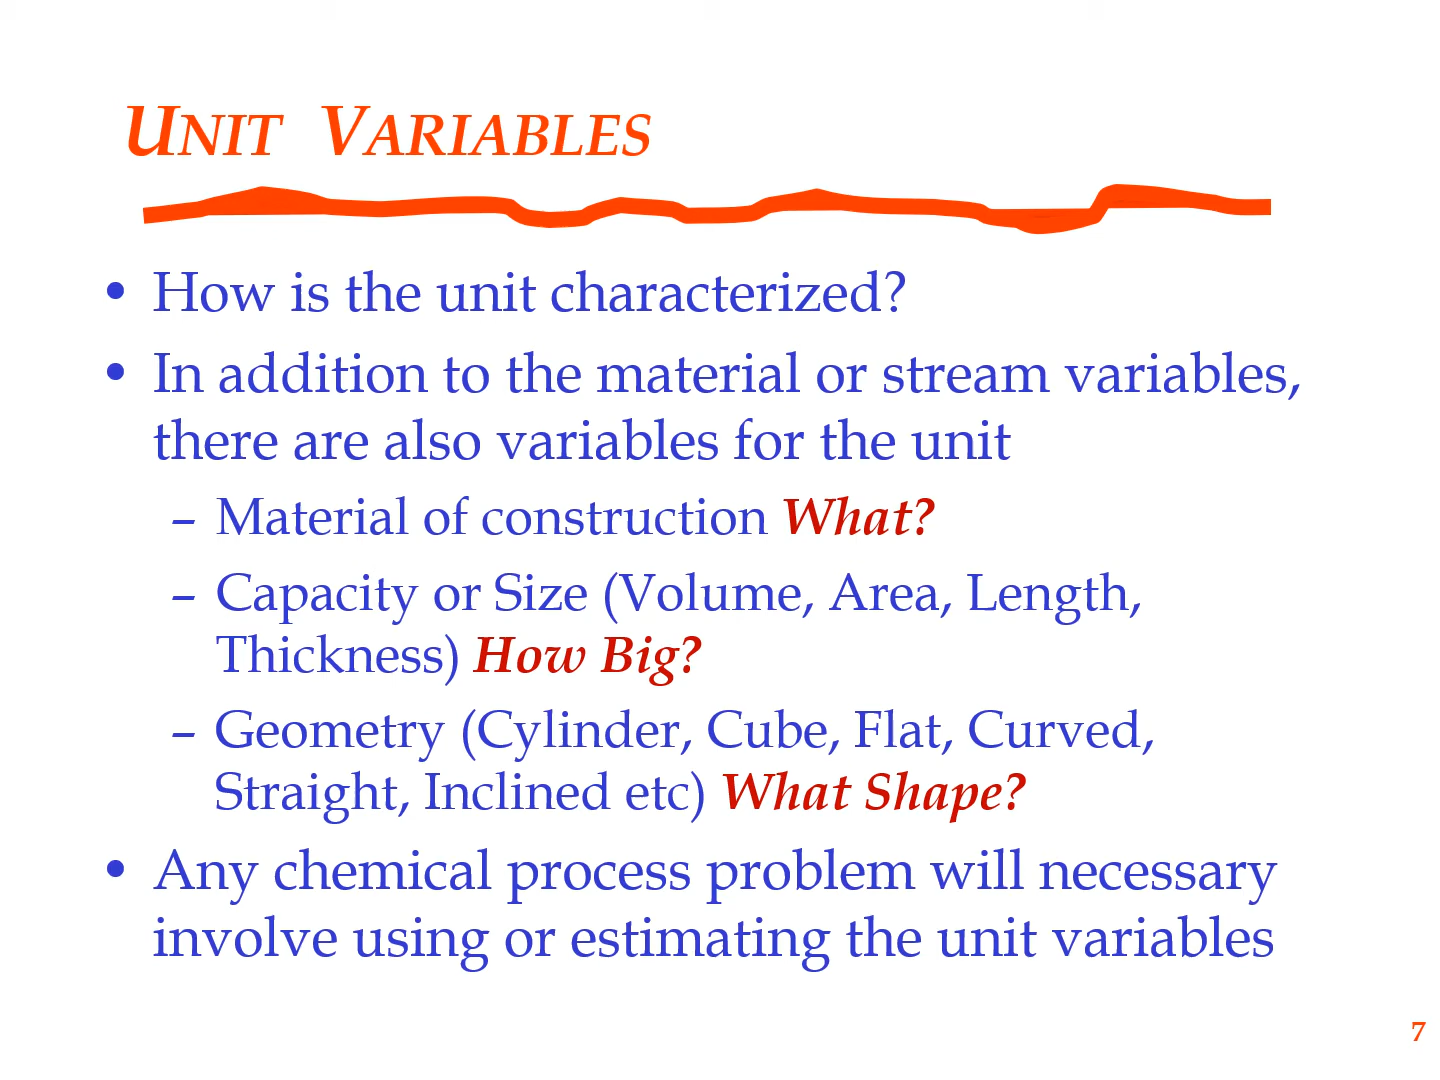 UNIT VARIABLES
• How is the unit characterized?
• In addition to the material or stream variables,
there are also variables for the unit
– Material of construction What?
– Capacity or Size (Volume, Area, Length,
Thickness) How Big?
– Geometry (Cylinder, Cube, Flat, Curved,
Straight, Inclined etc) What Shape?
• Any chemical process problem will necessary
involve using or estimating the unit variables
7